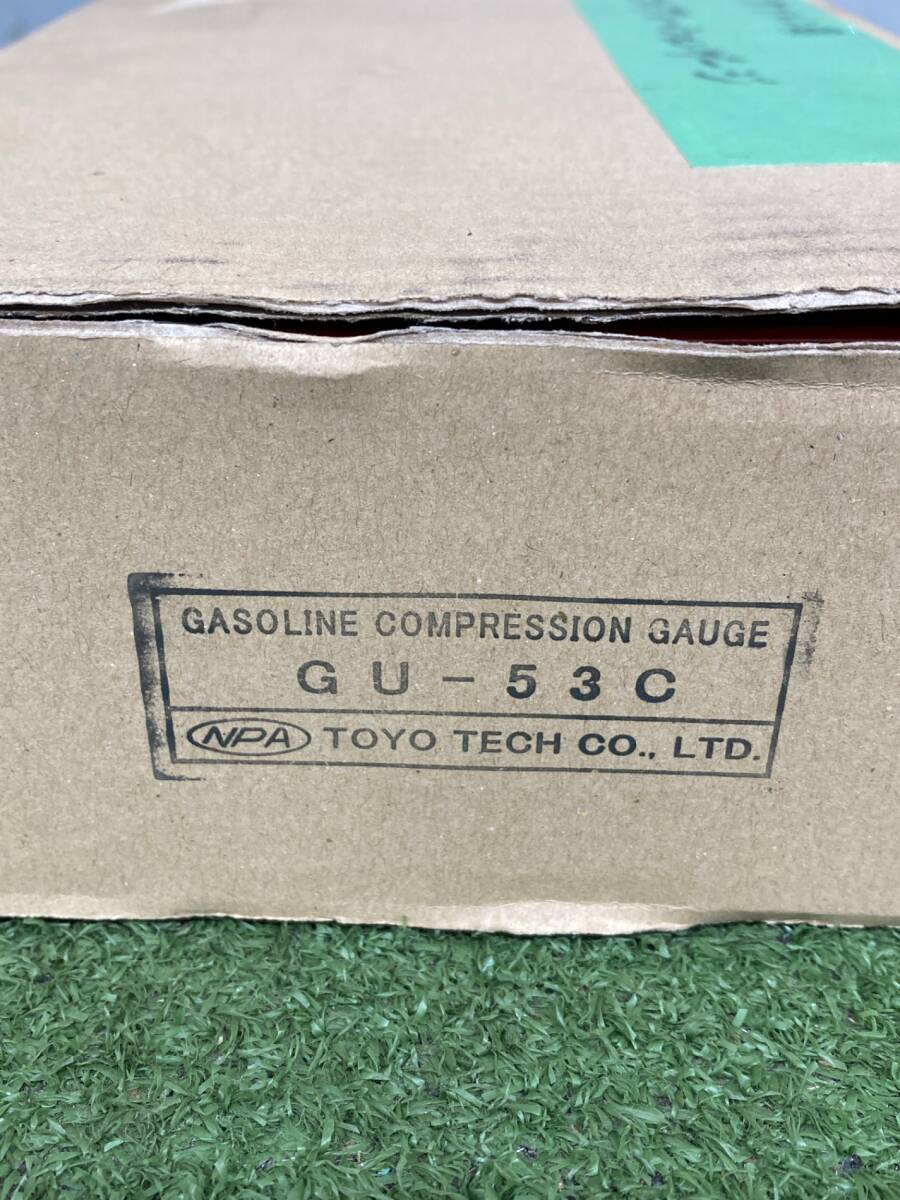 GASOLINE COMPRESSION GAUGE
GU-53C
NPA TOYO TECH CO., LTD.